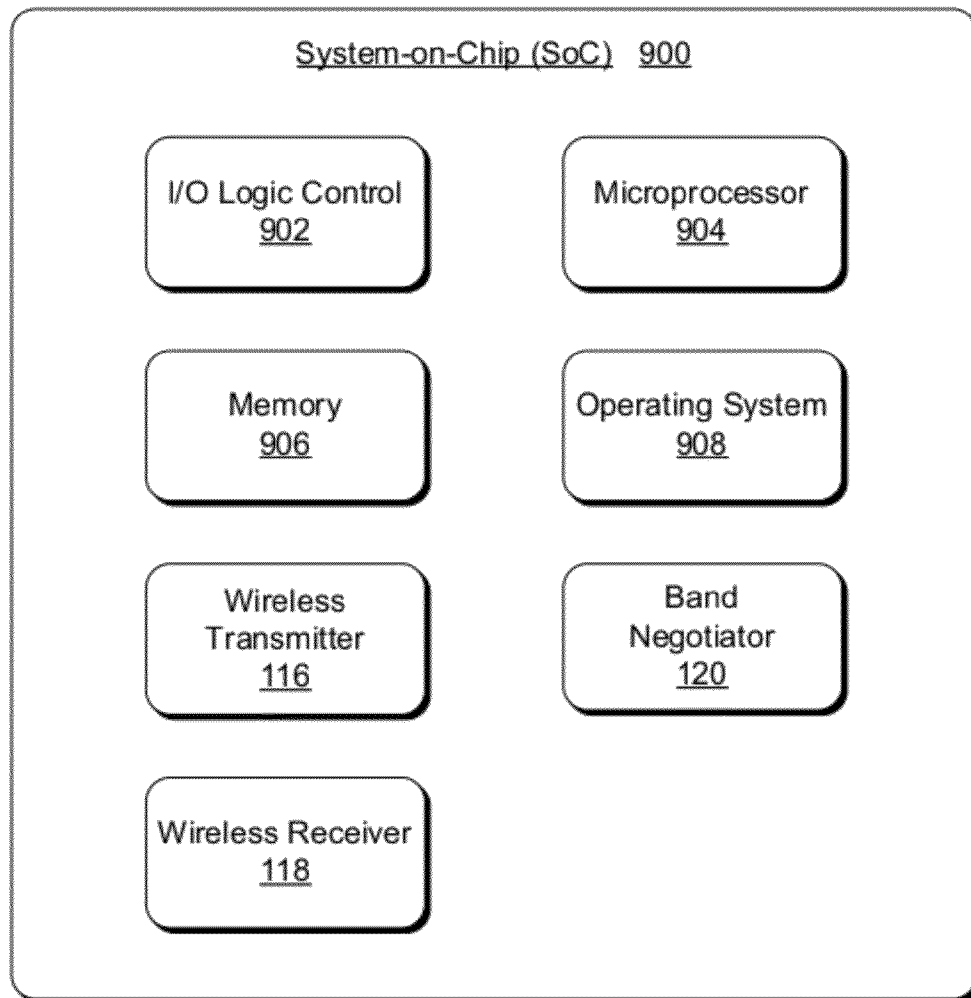 System-on-Chip (SoC) 900
I/O Logic Control
902
Microprocessor
904
Memory
906
Operating System
908
Wireless
Transmitter
116
Band
Negotiator
120
Wireless Receiver
118